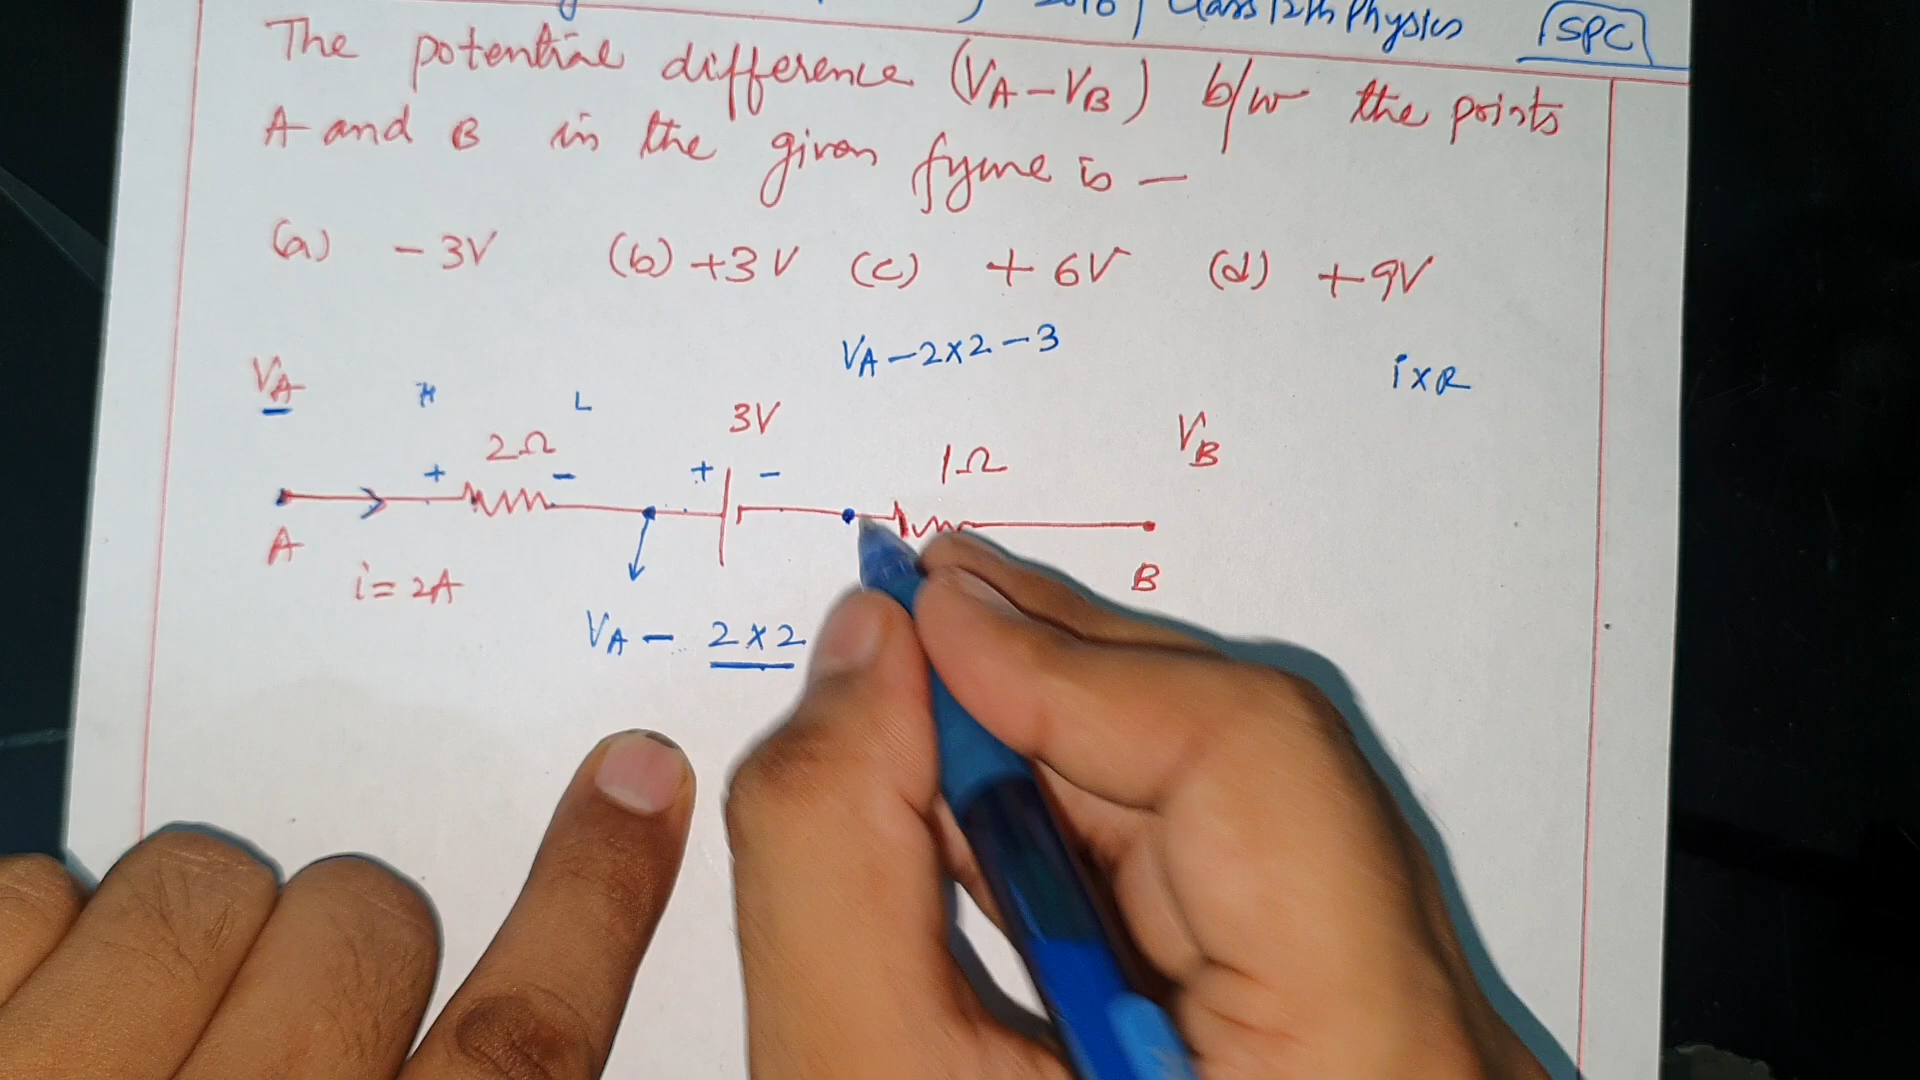 2016 | Class 12th Physics SPC
The potential difference (VA - VB) b/w the points
A and B in the given figure is —
(a) - 3V (b) +3V (c) + 6V (d) +9V
VA - 2×2 - 3
i×R
VA H L 3V VB
2Ω + - + - 1Ω
A i = 2A B
VA - 2×2